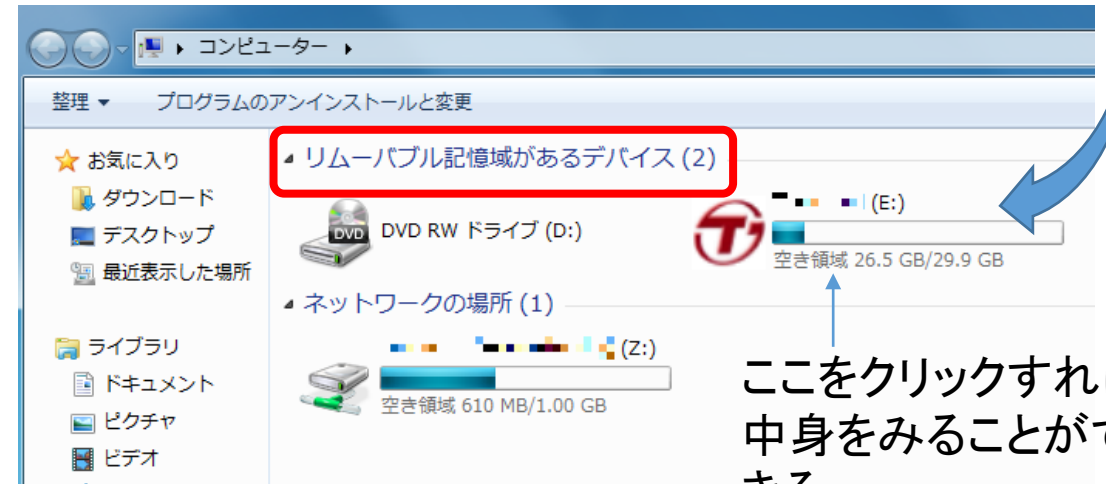 コンピューター
整理 プログラムのアンインストールと変更
お気に入り
ダウンロード
デスクトップ
最近表示した場所
ライブラリ
ドキュメント
ピクチャ
ビデオ
リムーバブル記憶域があるデバイス (2)
DVD
DVD RW ドライブ (D:)
(E:)
空き領域 26.5 GB/29.9 GB
ネットワークの場所 (1)
(Z:)
空き領域 610 MB/1.00 GB
ここをクリックすれ
中身をみることが
きる